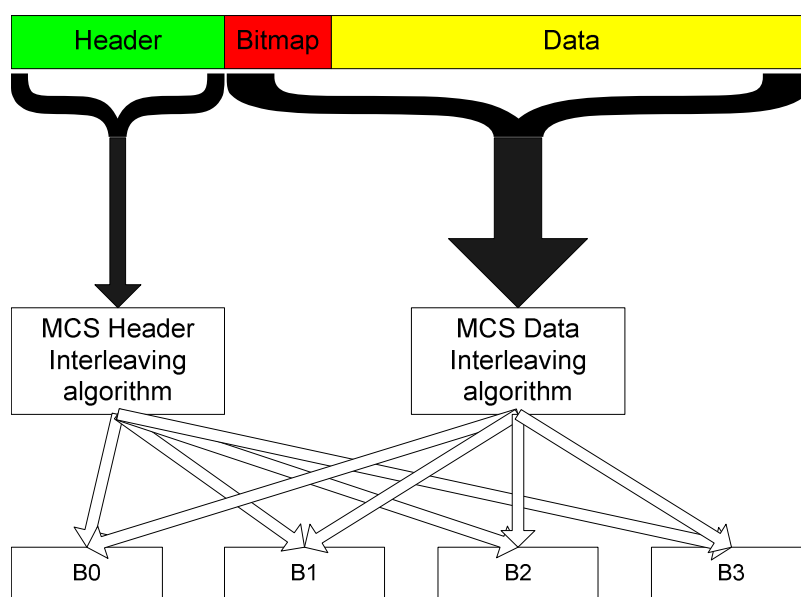 Header
Bitmap
Data
MCS Header
Interleaving
algorithm
MCS Data
Interleaving
algorithm
B0
B1
B2
B3